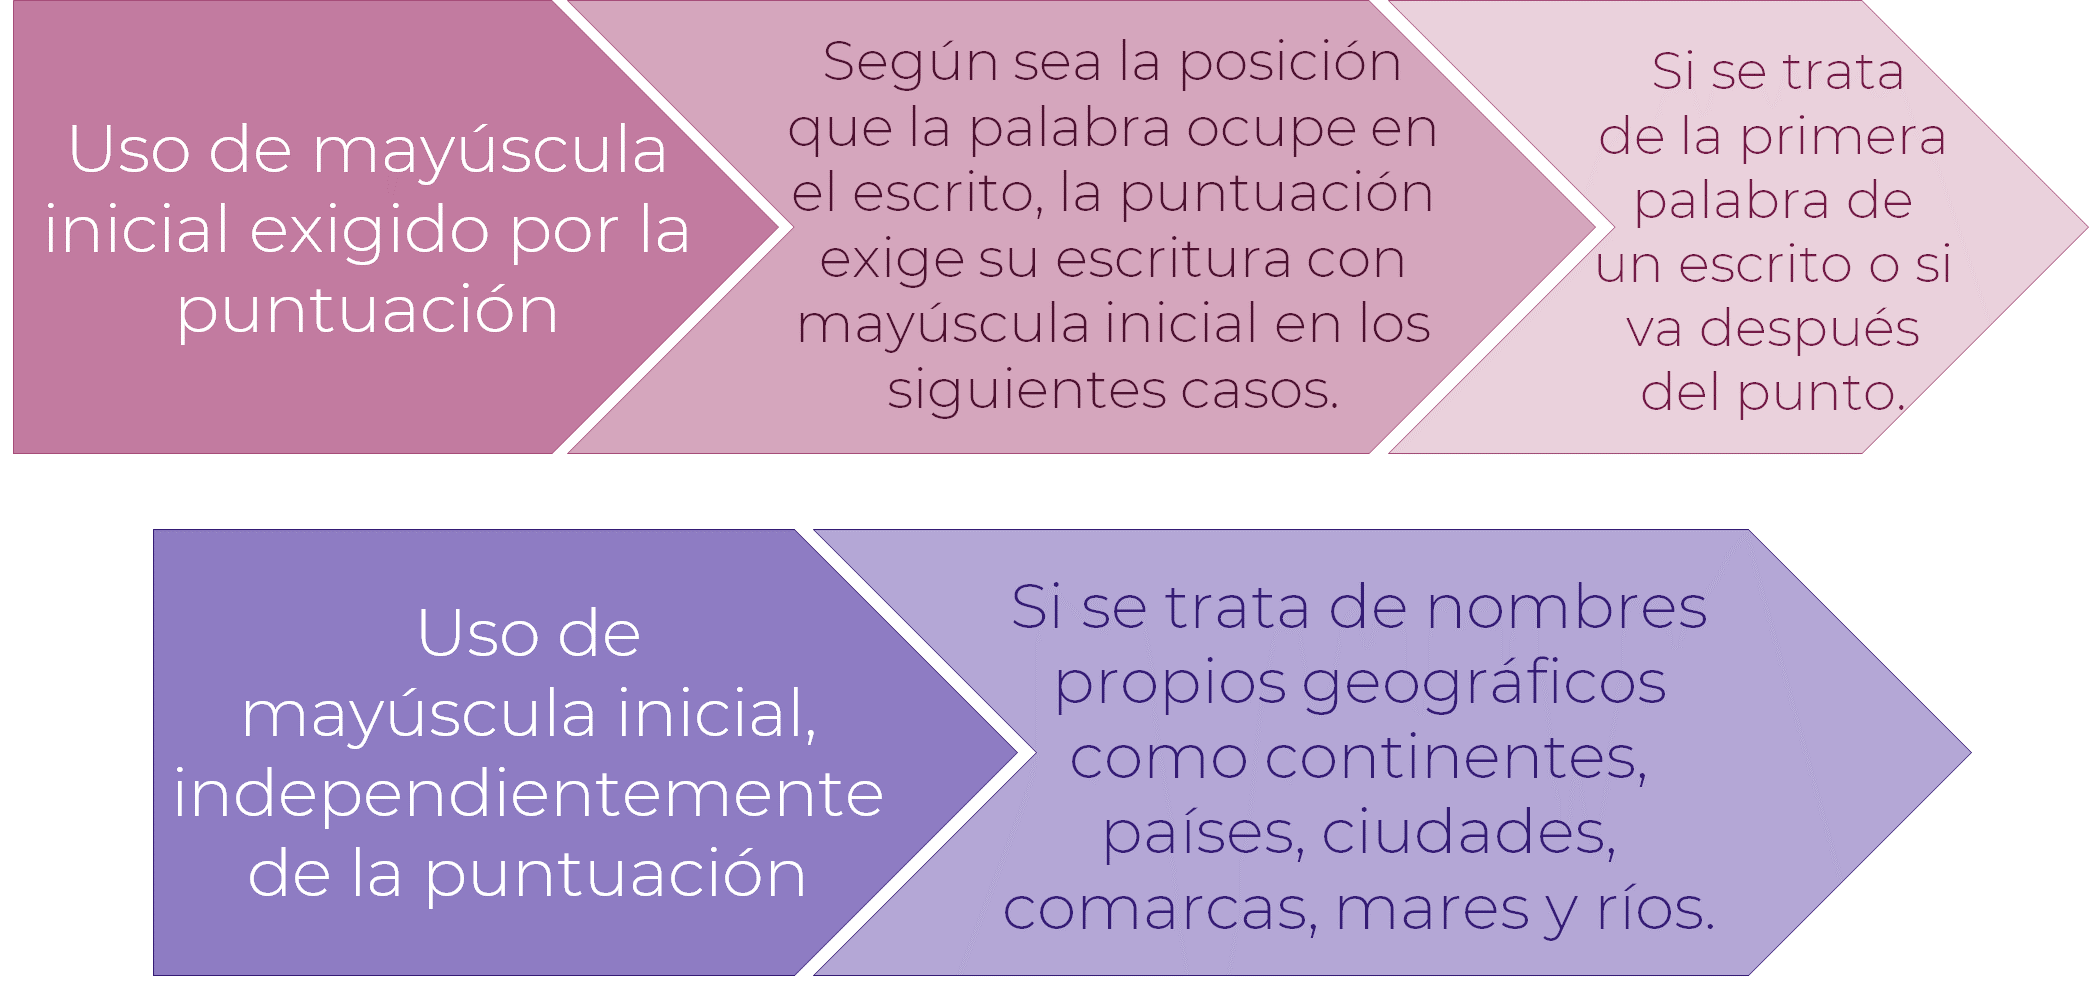 Uso de mayúscula
inicial exigido por la
puntuación
Según sea la posición
que la palabra ocupe en
el escrito, la puntuación
exige su escritura con
mayúscula inicial en los
siguientes casos.
Si se trata
de la primera
palabra de
un escrito o si
va después
del punto.
Uso de
mayúscula inicial,
independientemente
de la puntuación
Si se trata de nombres
propios geográficos
como continentes,
países, ciudades,
comarcas, mares y ríos.